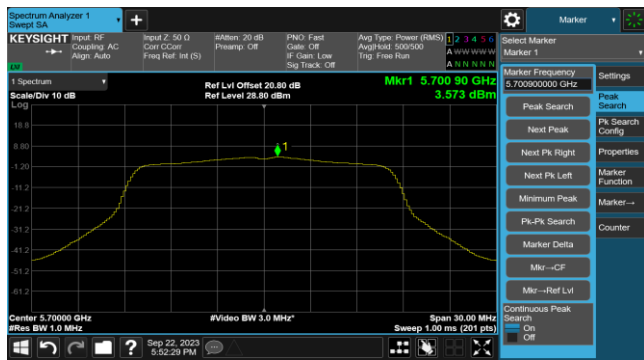 Spectrum Analyzer 1
Swept SA
Marker
KEYSIGHT
Input: RF
Coupling: AC
Align: Auto
Input Z: 50 Ω
Corr CCorr
Freq Ref: Int (S)
#Atten: 20 dB
Preamp: Off
PNO: Fast
Gate: Off
IF Gain: Low
Sig Track: Off
Avg Type: Power (RMS)
Avg|Hold: 500/500
Trig: Free Run
1 2 3 4 5 6
A W W W W W
A N N N N N
Select Marker
Marker 1
1 Spectrum
Scale/Div 10 dB
Log
Ref Lvl Offset 20.80 dB
Ref Level 28.80 dBm
Mkr1 5.700 90 GHz
3.573 dBm
18.8
8.80
-1.20
-11.2
-21.2
-31.2
-41.2
-51.2
-61.2
1
Center 5.70000 GHz
#Res BW 1.0 MHz
#Video BW 3.0 MHz*
Span 30.00 MHz
Sweep 1.00 ms (201 pts)
Marker Frequency
5.700900000 GHz
Peak Search
Next Peak
Next Pk Right
Next Pk Left
Minimum Peak
Pk-Pk Search
Marker Delta
Mkr→CF
Mkr→Ref Lvl
Continuous Peak
Search
On
Off
Settings
Peak
Search
Pk Search
Config
Properties
Marker
Function
Marker→
Counter
?
Sep 22, 2023
5:52:29 PM